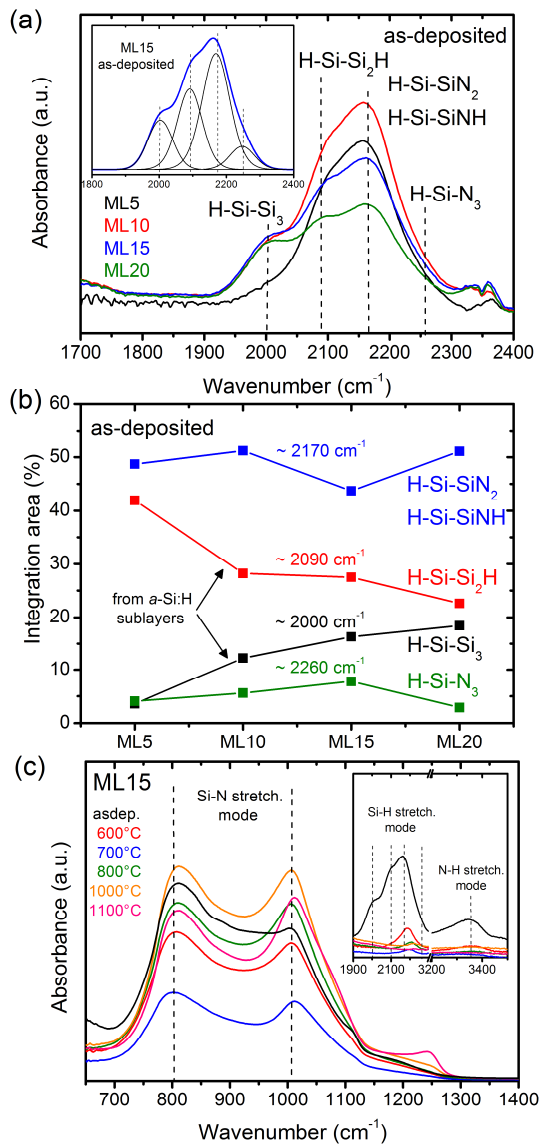 (a)
ML15
as-deposited
1800 2000 2200 2400
as-deposited
H-Si-Si₂H
H-Si-SiN₂
H-Si-SiNH
H-Si-N₃
H-Si-Si₃
ML5
ML10
ML15
ML20
Absorbance (a.u.)
1700 1800 1900 2000 2100 2200 2300 2400
Wavenumber (cm⁻¹)
(b)
as-deposited
60
50
40
30
20
10
0
Integration area (%)
~ 2170 cm⁻¹
H-Si-SiN₂
H-Si-SiNH
~ 2090 cm⁻¹
H-Si-Si₂H
from a-Si:H
sublayers
~ 2000 cm⁻¹
H-Si-Si₃
~ 2260 cm⁻¹
H-Si-N₃
ML5 ML10 ML15 ML20
(c)
ML15
asdep.
600°C
700°C
800°C
1000°C
1100°C
Si-N stretch.
mode
Si-H stretch.
mode
N-H stretch.
mode
1900 2100 3200 3400
Absorbance (a.u.)
700 800 900 1000 1100 1200 1300 1400
Wavenumber (cm⁻¹)